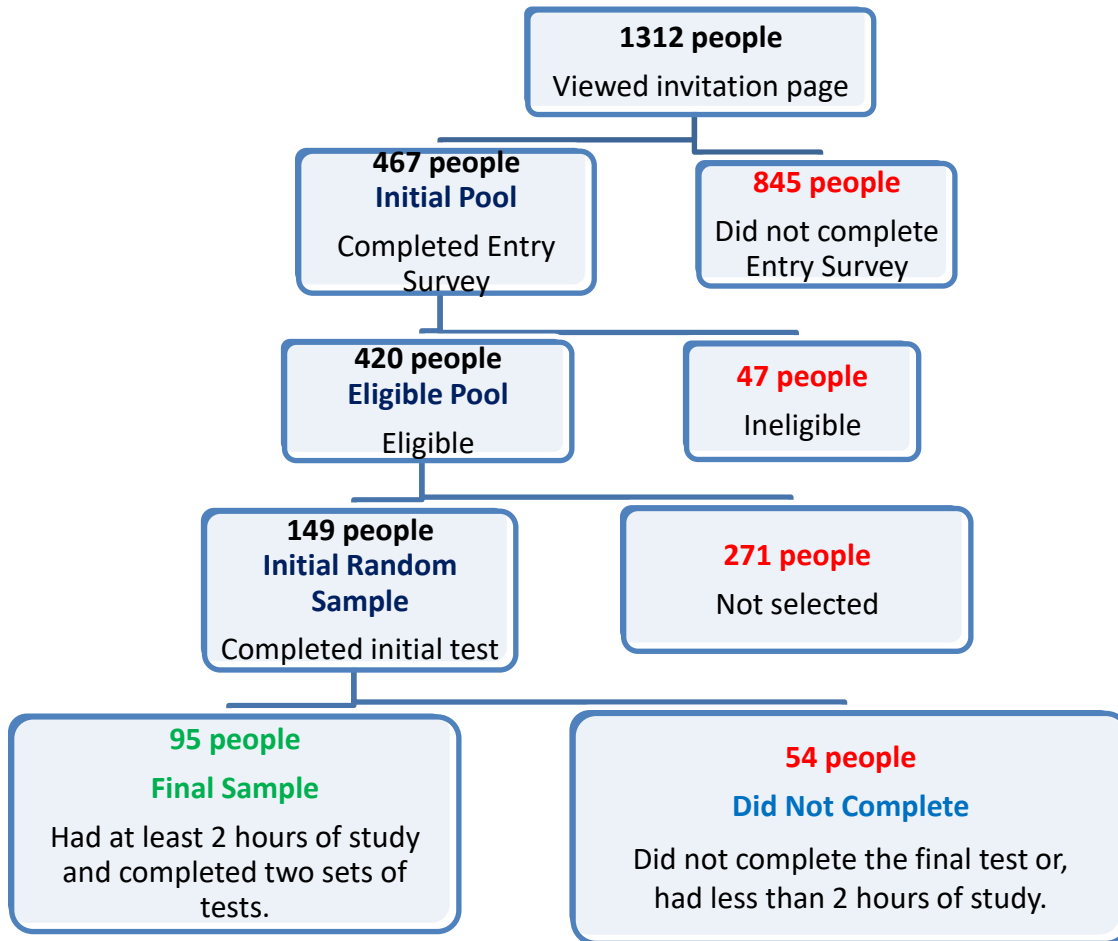 1312 people
Viewed invitation page
467 people
Initial Pool
Completed Entry
Survey
845 people
Did not complete
Entry Survey
420 people
Eligible Pool
Eligible
47 people
Ineligible
149 people
Initial Random
Sample
Completed initial test
271 people
Not selected
95 people
Final Sample
Had at least 2 hours of study
and completed two sets of
tests.
54 people
Did Not Complete
Did not complete the final test or,
had less than 2 hours of study.